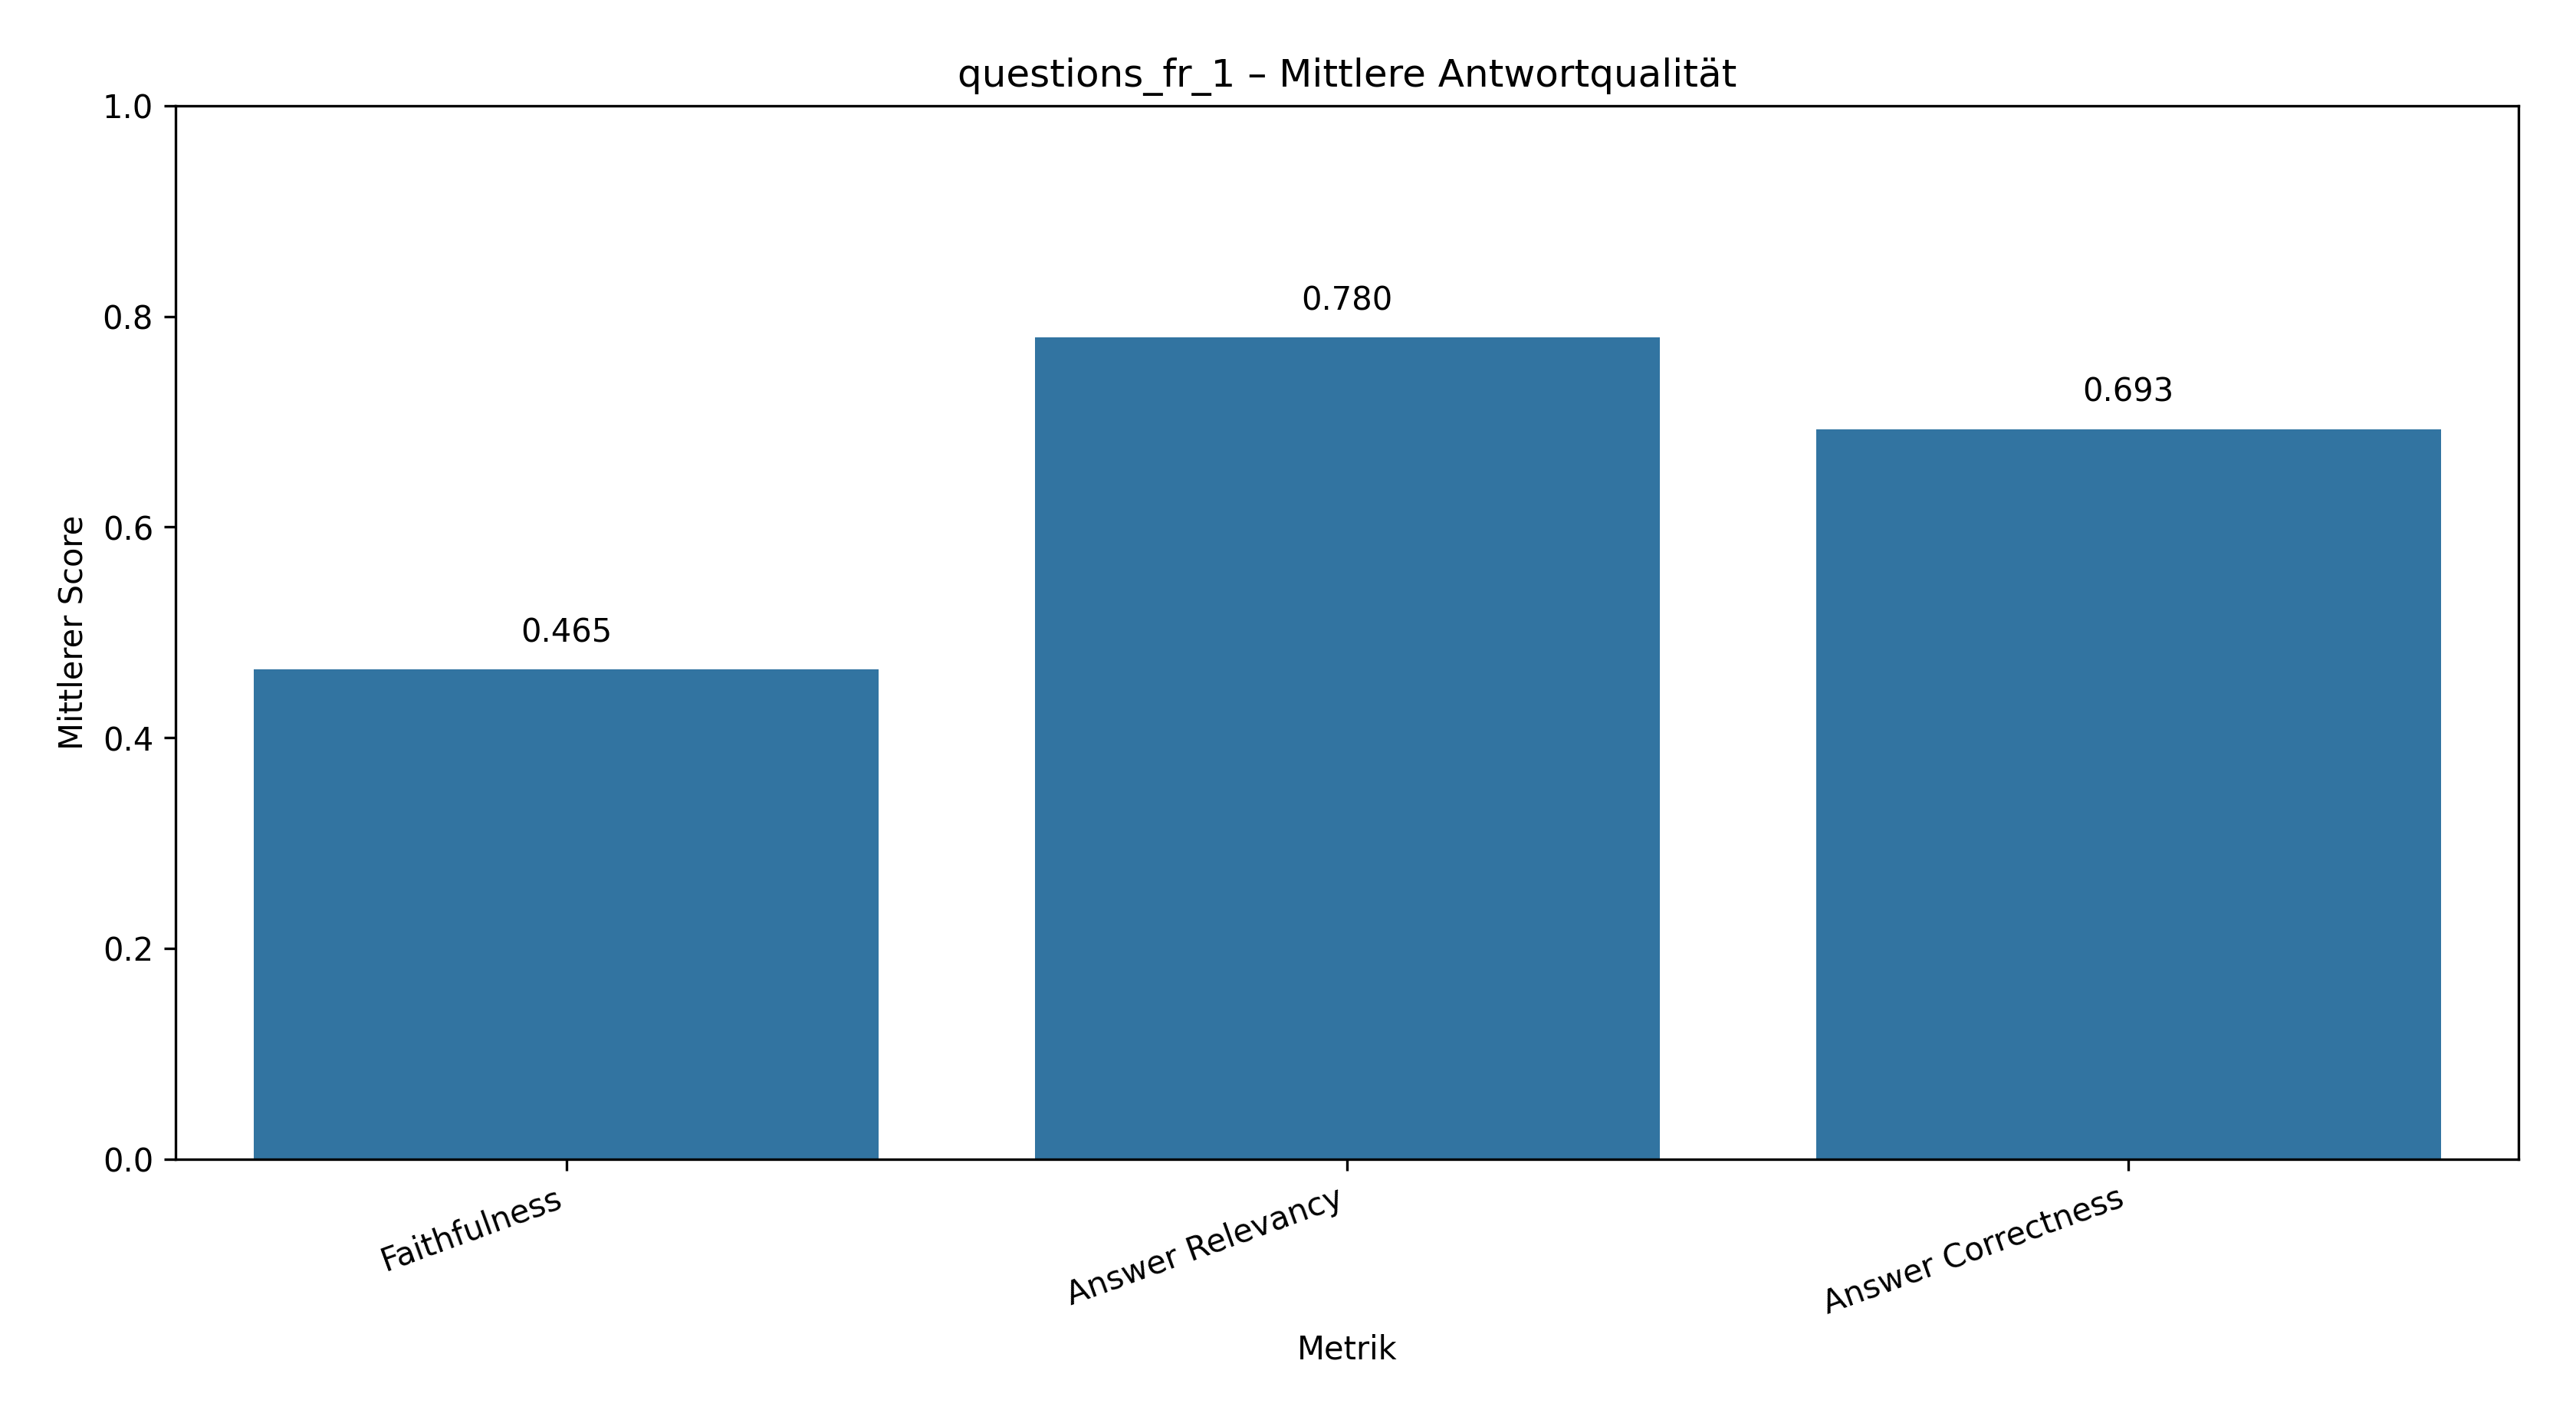 questions_fr_1 – Mittlere Antwortqualität
1.0
0.8
0.6
0.4
0.2
0.0
Mittlerer Score
0.465
0.780
0.693
Faithfulness
Answer Relevancy
Answer Correctness
Metrik